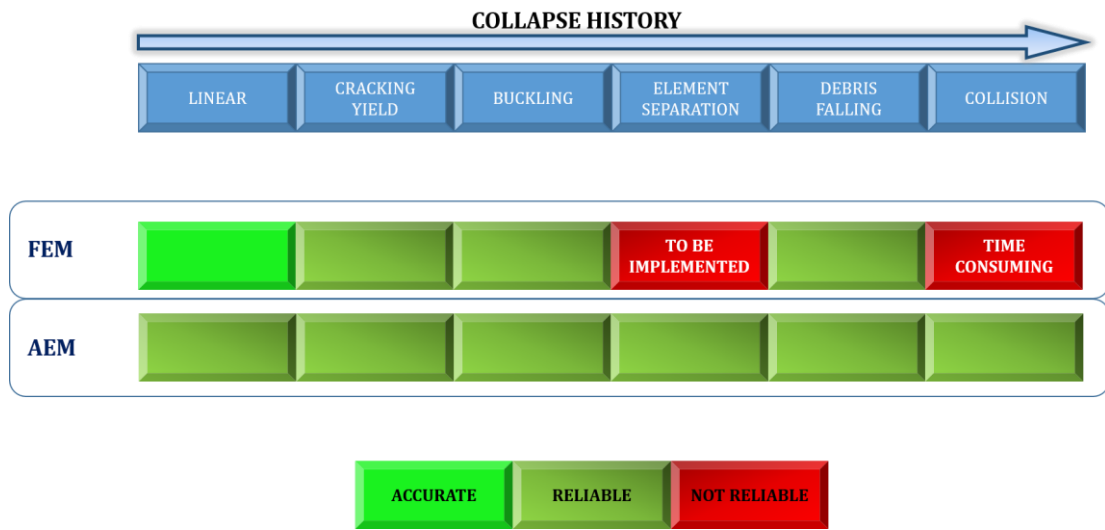 COLLAPSE HISTORY
LINEAR
CRACKING
YIELD
BUCKLING
ELEMENT
SEPARATION
DEBRIS
FALLING
COLLISION
FEM
TO BE
IMPLEMENTED
TIME
CONSUMING
AEM
ACCURATE
RELIABLE
NOT RELIABLE